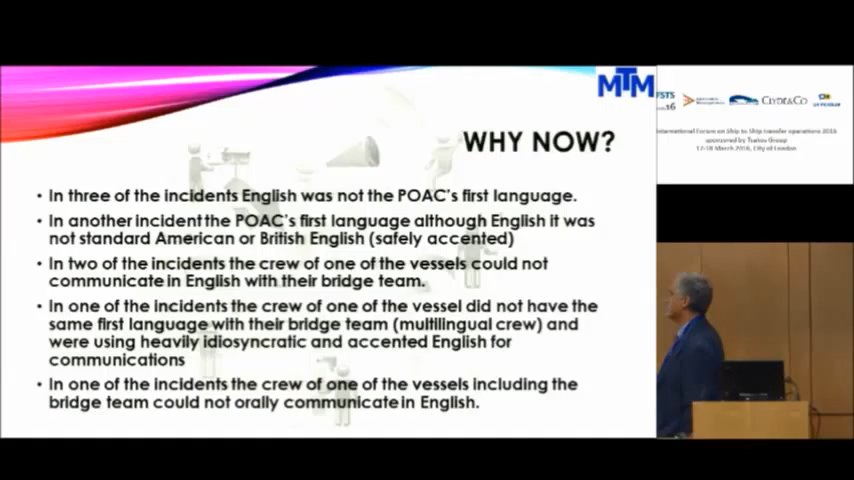 MTM
WHY NOW?
• In three of the incidents English was not the POAC's first language.
• In another incident the POAC's first language although English it was
not standard American or British English (safely accented)
• In two of the incidents the crew of one of the vessels could not
communicate in English with their bridge team.
• In one of the incidents the crew of one of the vessel did not have the
same first language with their bridge team (multilingual crew) and
were using heavily idiosyncratic and accented English for
communications
• In one of the incidents the crew of one of the vessels including the
bridge team could not orally communicate in English.
CLYDE&CO
International Forum on Ship to Ship transfer operations 2016
sponsored by Tsakos Group
17-18 March 2016, City of London